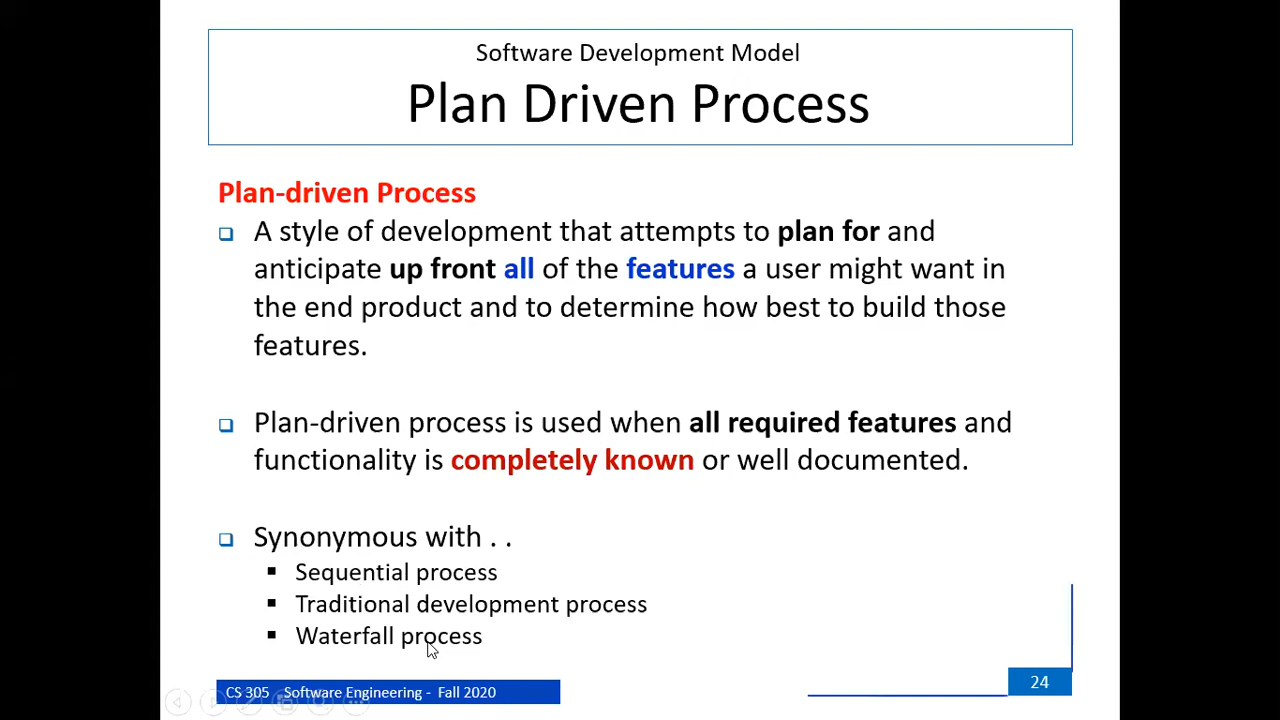 Software Development Model
Plan Driven Process
Plan-driven Process
A style of development that attempts to plan for and
anticipate up front all of the features a user might want in
the end product and to determine how best to build those
features.
Plan-driven process is used when all required features and
functionality is completely known or well documented.
Synonymous with . .
Sequential process
Traditional development process
Waterfall process
CS 305 Software Engineering - Fall 2020
24